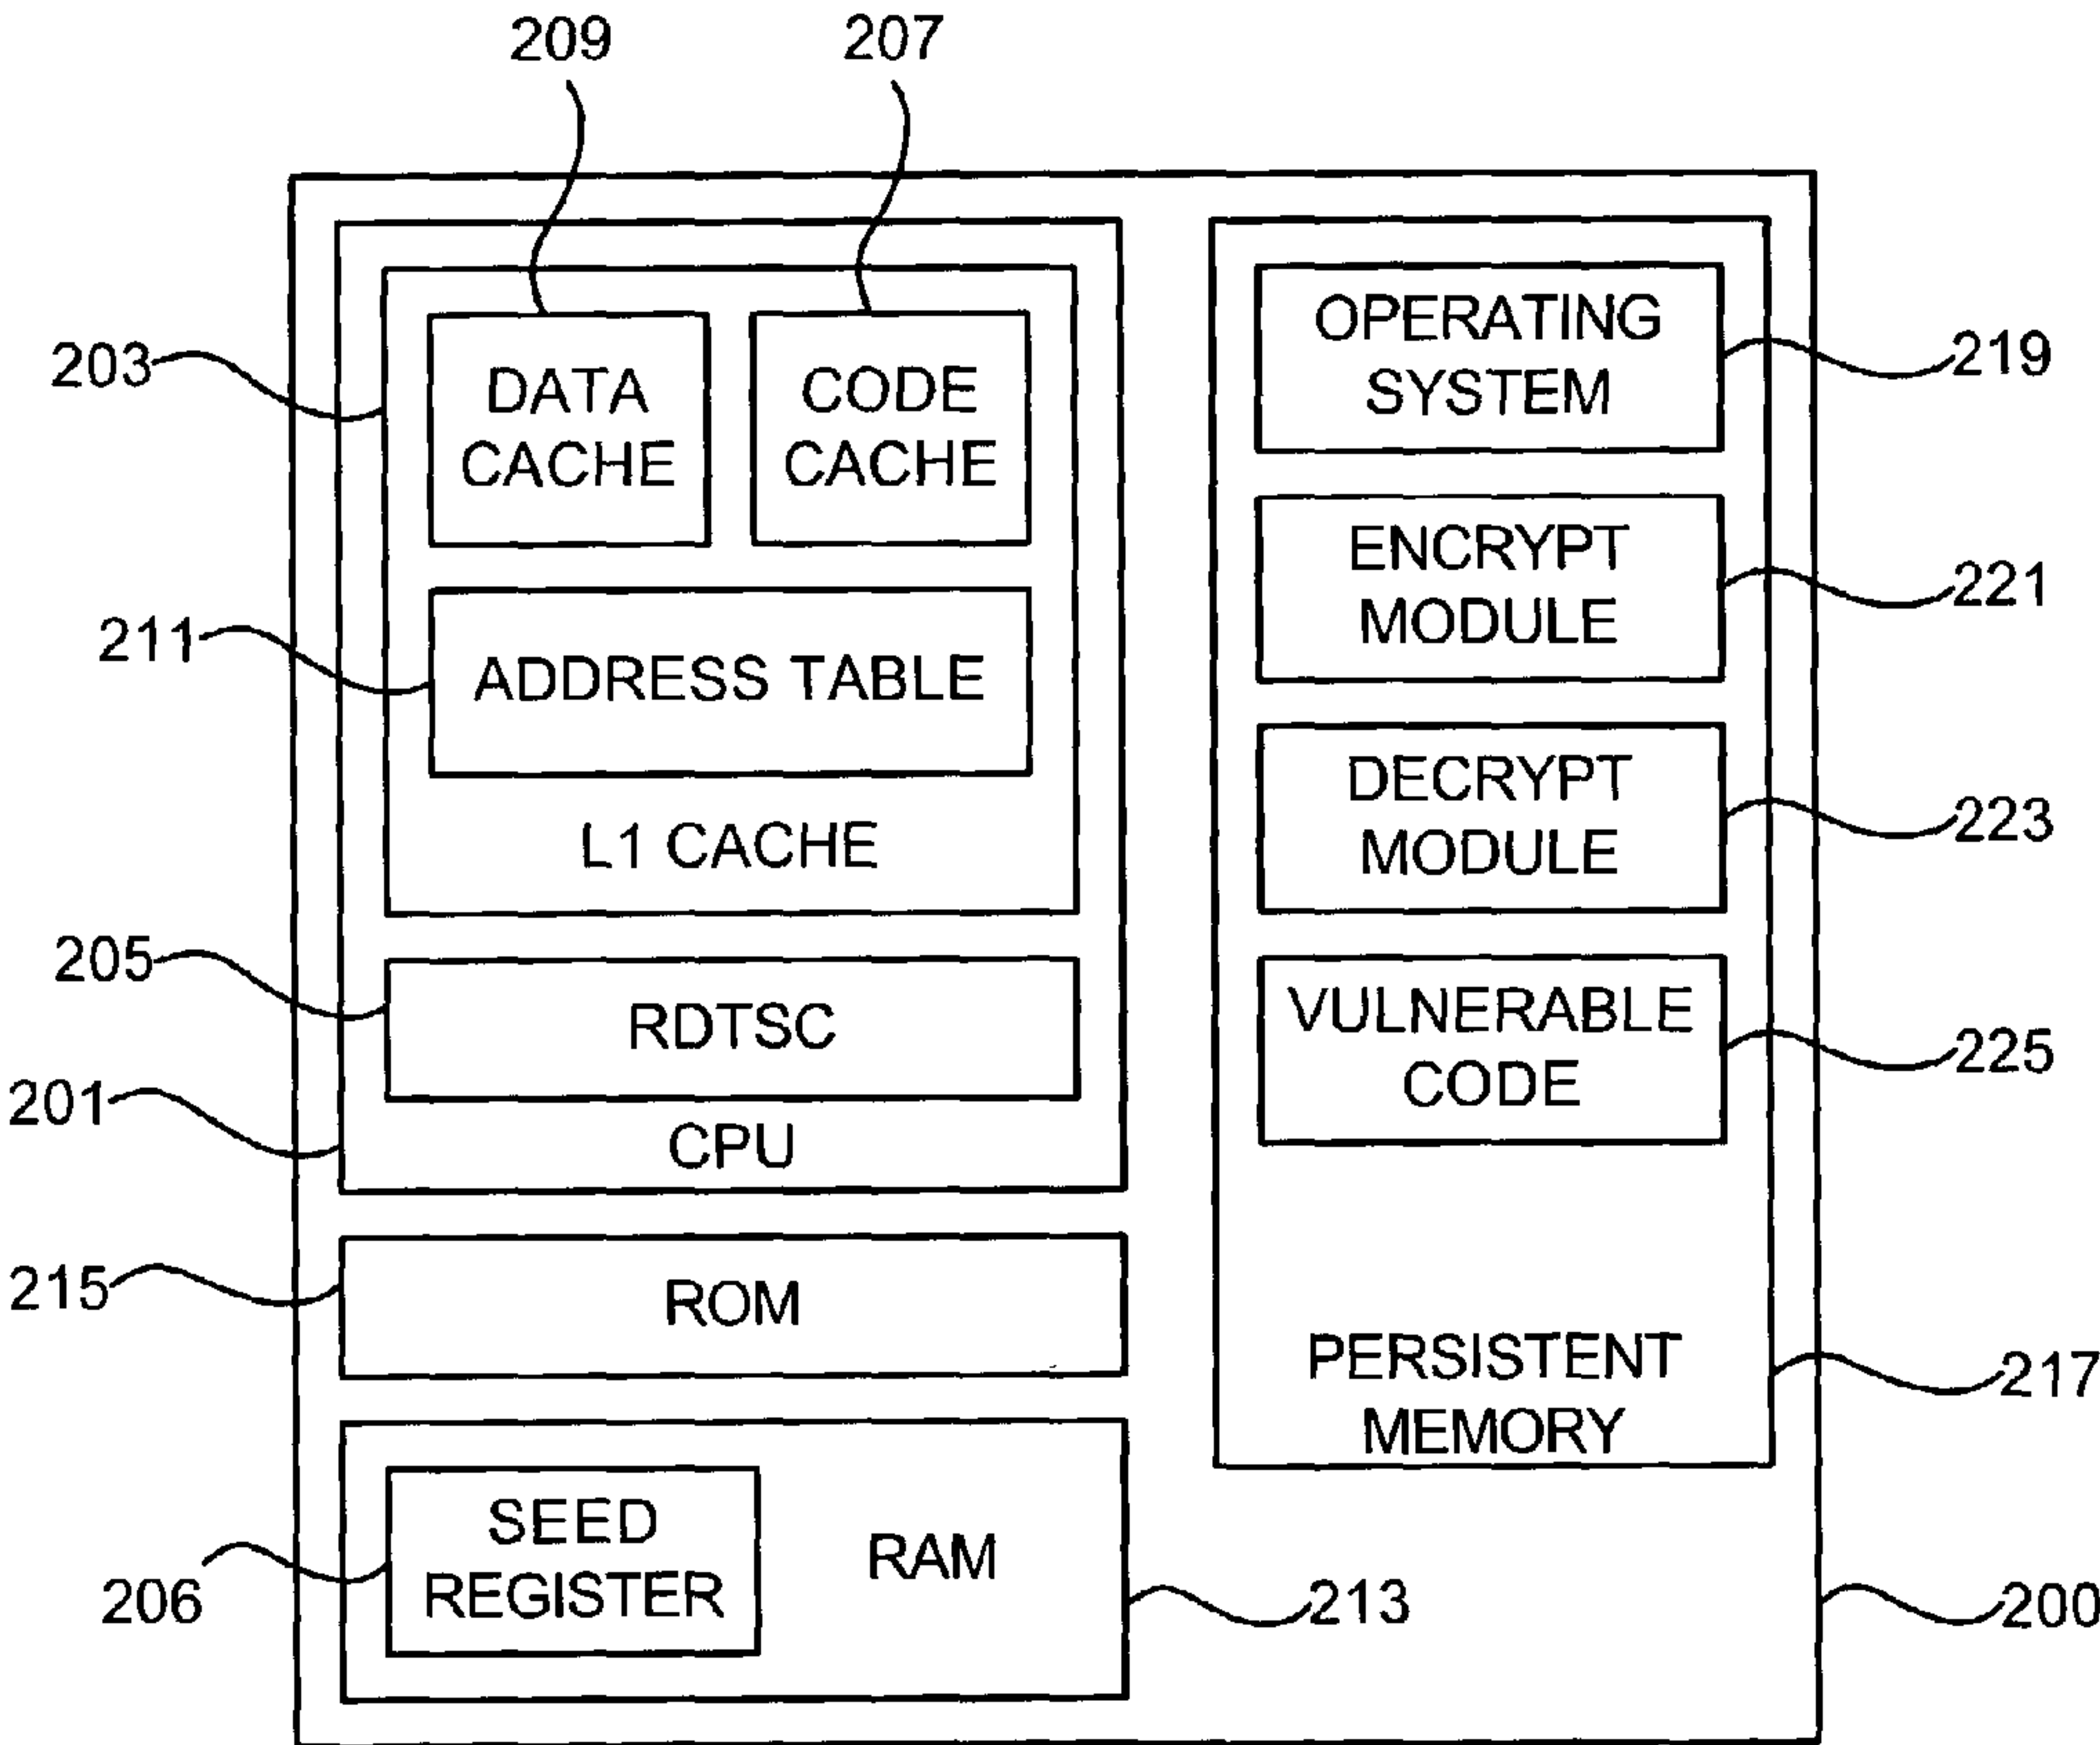 209
207
203
DATA
CACHE
CODE
CACHE
OPERATING
SYSTEM
219
211
ADDRESS TABLE
L1 CACHE
ENCRYPT
MODULE
221
DECRYPT
MODULE
223
205
RDTSC
VULNERABLE
CODE
225
201
CPU
215
ROM
PERSISTENT
MEMORY
217
206
SEED
REGISTER
RAM
213
200